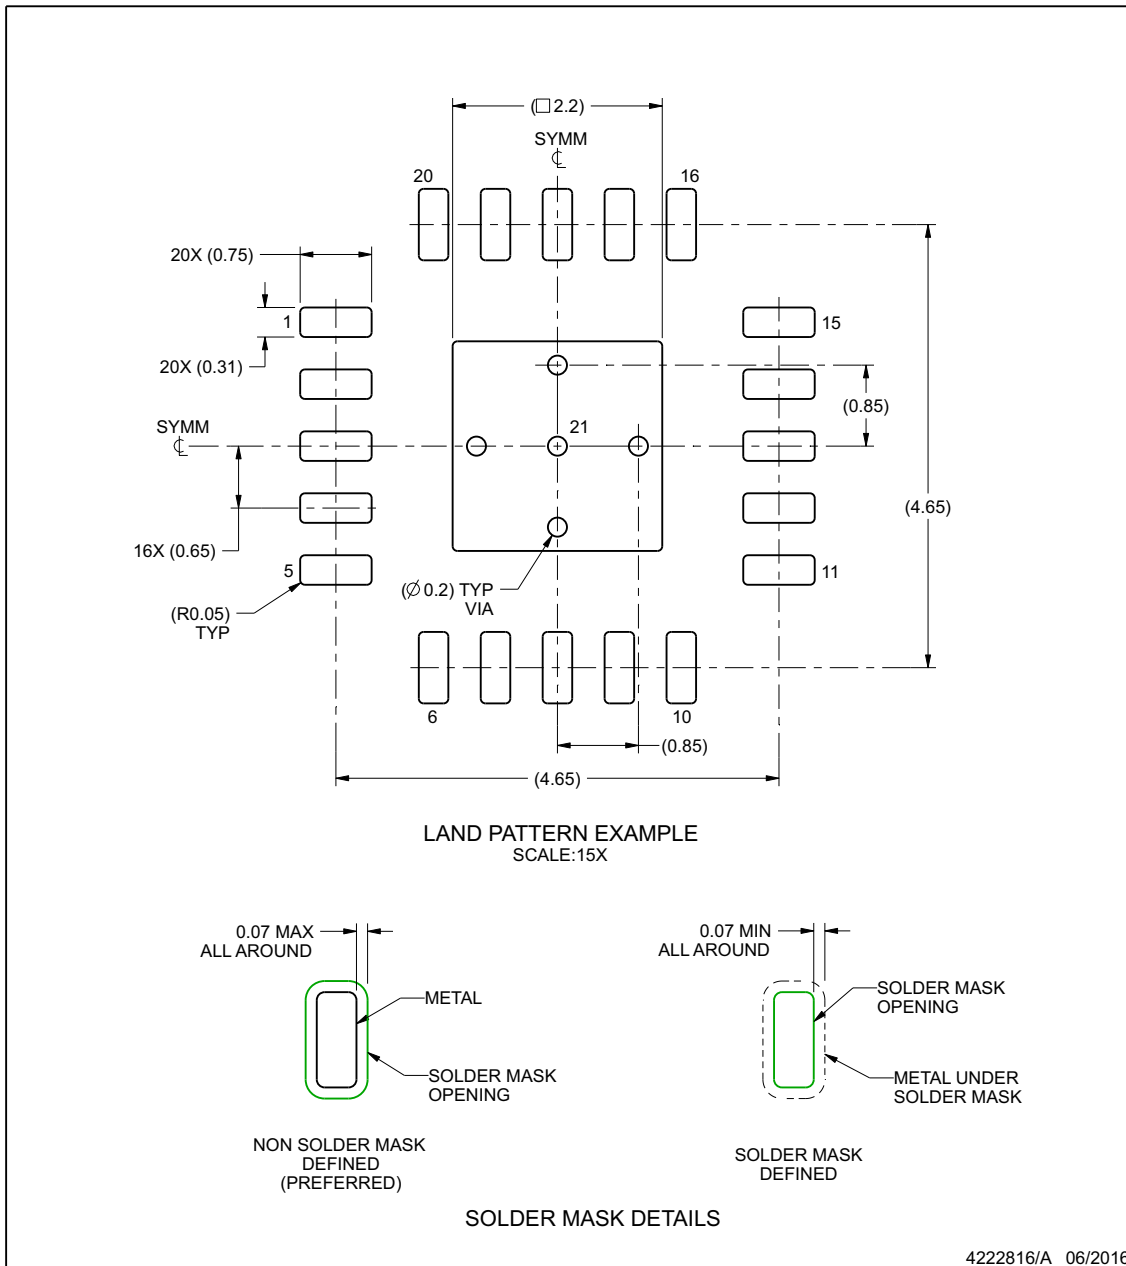 (□2.2)
SYMM
℄
20
16
20X (0.75)
1
15
20X (0.31)
(0.85)
SYMM
℄
21
(4.65)
16X (0.65)
5
11
(∅0.2) TYP
VIA
(R0.05)
TYP
6
10
(0.85)
(4.65)
LAND PATTERN EXAMPLE
SCALE:15X
0.07 MAX
ALL AROUND
METAL
SOLDER MASK
OPENING
NON SOLDER MASK
DEFINED
(PREFERRED)
0.07 MIN
ALL AROUND
SOLDER MASK
OPENING
METAL UNDER
SOLDER MASK
SOLDER MASK
DEFINED
SOLDER MASK DETAILS
4222816/A 06/2016